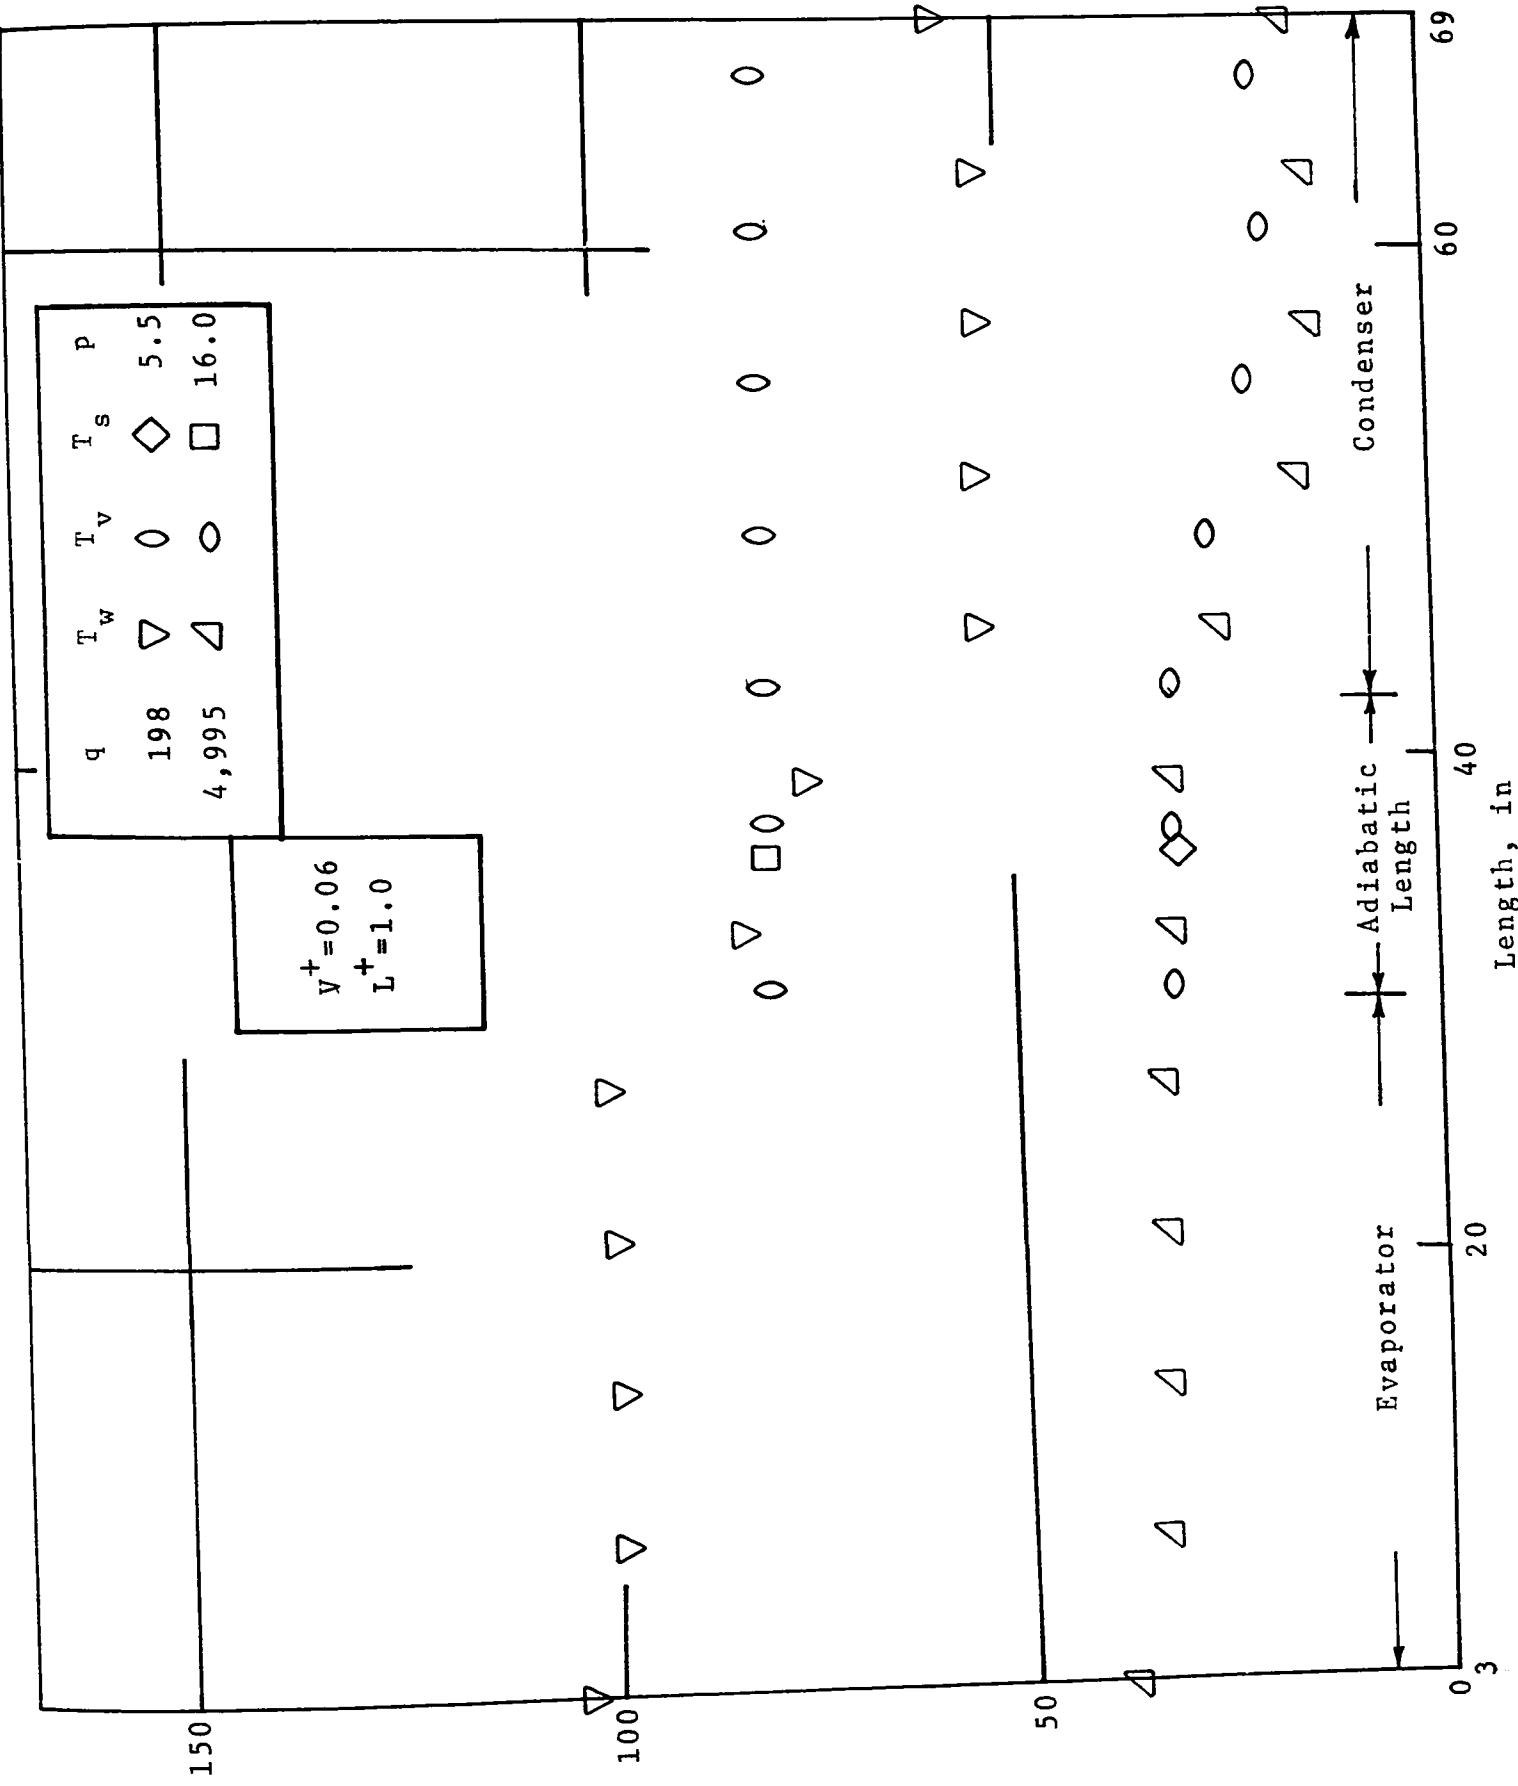 150
100
50
0
q T_w T_v T_s p
198 5.5
4,995 16.0
V⁺=0.06
L⁺=1.0
Evaporator
Adiabatic
Length
Condenser
3 20 40 60 69
Length, in